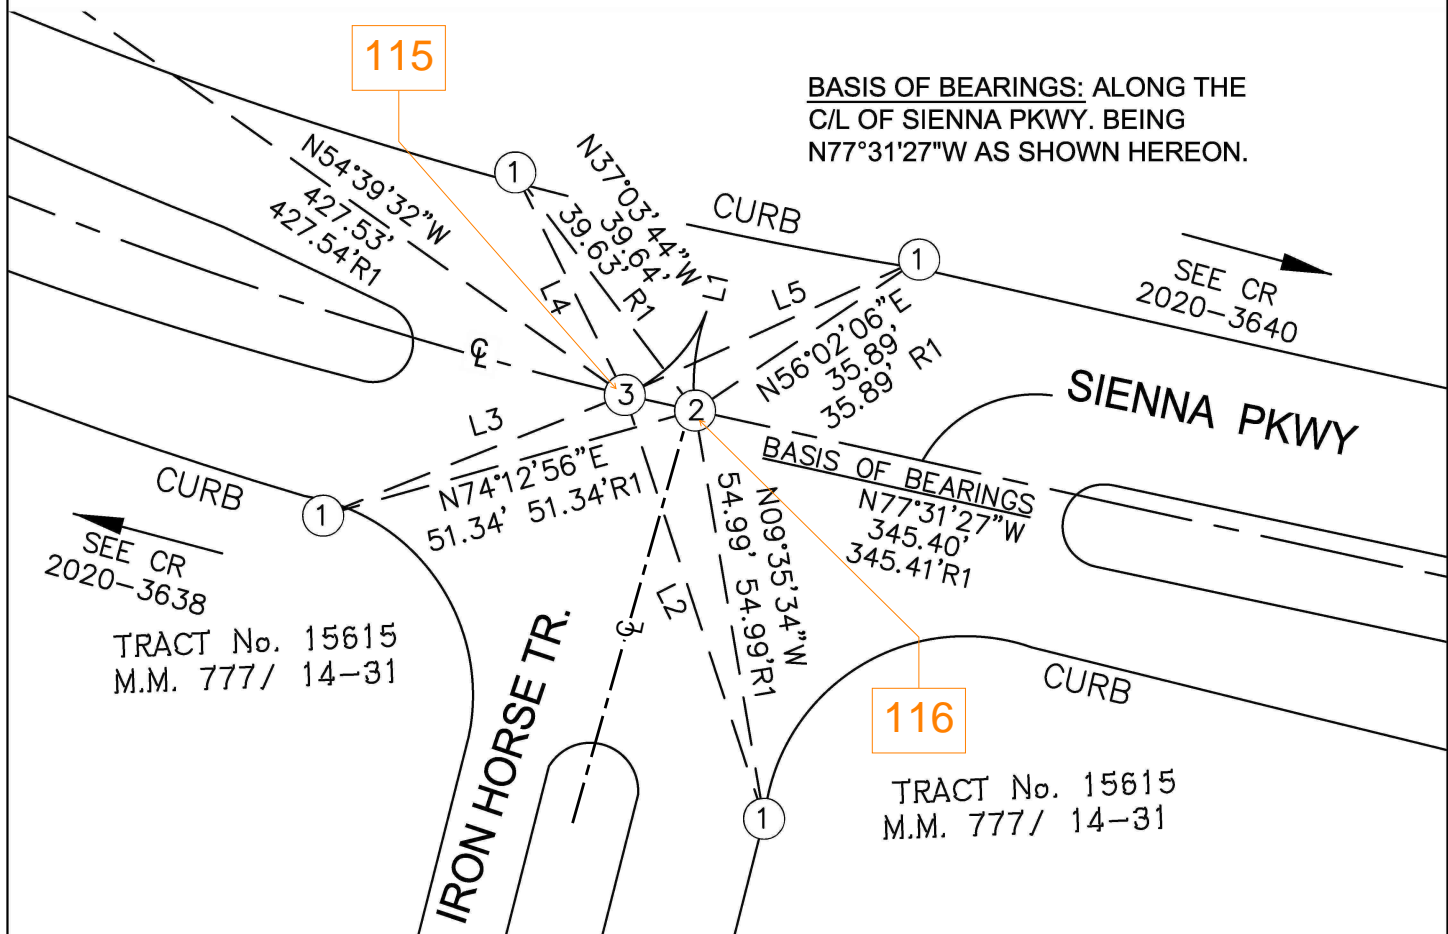 115
BASIS OF BEARINGS: ALONG THE
C/L OF SIENNA PKWY. BEING
N77°31'27"W AS SHOWN HEREON.
N54°39'32"W
427.53'
427.54'R1
1
N37°03'44"W
39.64'
39.63' R1
CURB
1
SEE CR
2020-3640
L4
L1
L5
N56°02'06"E
35.89'
35.89' R1
℄
3
2
SIENNA PKWY
L3
BASIS OF BEARINGS
N77°31'27"W
345.40'
345.41'R1
CURB
1
N74°12'56"E
51.34' 51.34'R1
N09°35'34"W
54.99' 54.99'R1
SEE CR
2020-3638
L2
TRACT No. 15615
M.M. 777/ 14-31
℄
IRON HORSE TR.
116
CURB
1
TRACT No. 15615
M.M. 777/ 14-31